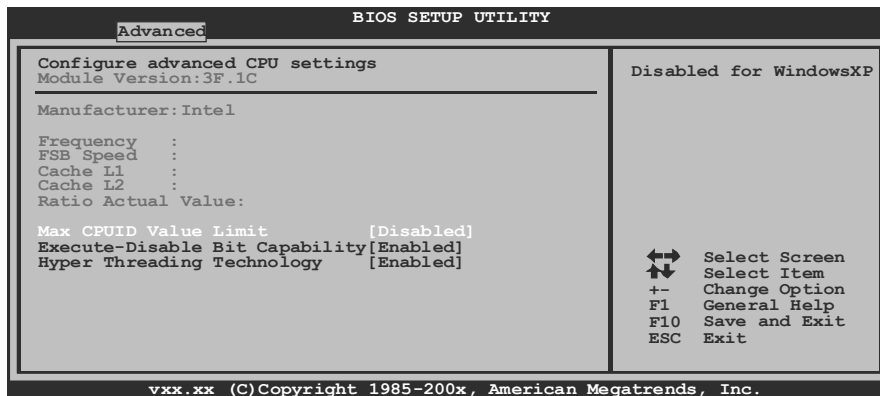 BIOS SETUP UTILITY
Advanced
Configure advanced CPU settings
Module Version:3F.1C
Manufacturer:Intel
Frequency :
FSB Speed :
Cache L1 :
Cache L2 :
Ratio Actual Value:
Max CPUID Value Limit [Disabled]
Execute-Disable Bit Capability[Enabled]
Hyper Threading Technology [Enabled]
Disabled for WindowsXP
Select Screen
Select Item
+- Change Option
F1 General Help
F10 Save and Exit
ESC Exit
vxx.xx (C)Copyright 1985-200x, American Megatrends, Inc.